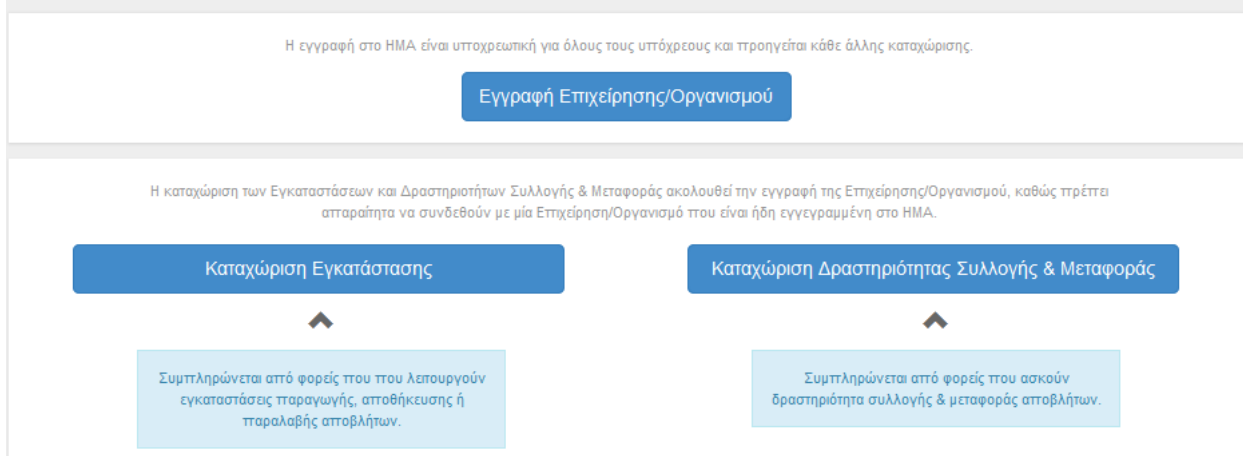 Η εγγραφή στο ΗΜΑ είναι υποχρεωτική για όλους τους υπόχρεους και προηγείται κάθε άλλης καταχώρισης.
Εγγραφή Επιχείρησης/Οργανισμού
Η καταχώριση των Εγκαταστάσεων και Δραστηριοτήτων Συλλογής & Μεταφοράς ακολουθεί την εγγραφή της Επιχείρησης/Οργανισμού, καθώς πρέπει
απαραίτητα να συνδεθούν με μία Επιχείρηση/Οργανισμό που είναι ήδη εγγεγραμμένη στο ΗΜΑ.
Καταχώριση Εγκατάστασης
Καταχώριση Δραστηριότητας Συλλογής & Μεταφοράς
Συμπληρώνεται από φορείς που που λειτουργούν
εγκαταστάσεις παραγωγής, αποθήκευσης ή
παραλαβής αποβλήτων.
Συμπληρώνεται από φορείς που ασκούν
δραστηριότητα συλλογής & μεταφοράς αποβλήτων.